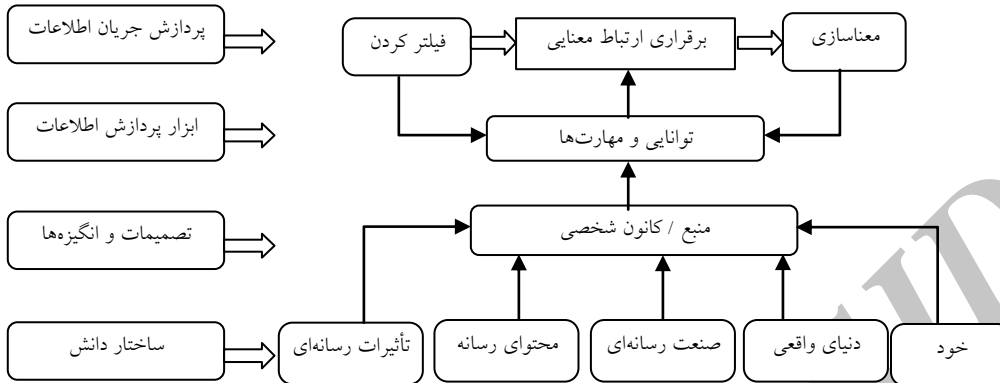 پردازش جریان اطلاعات
فیلتر کردن
برقراری ارتباط معنایی
معناسازی
ابزار پردازش اطلاعات
توانایی و مهارت‌ها
تصمیمات و انگیزه‌ها
منبع / کانون شخصی
ساختار دانش
تأثیرات رسانه‌ای
محتوای رسانه
صنعت رسانه‌ای
دنیای واقعی
خود